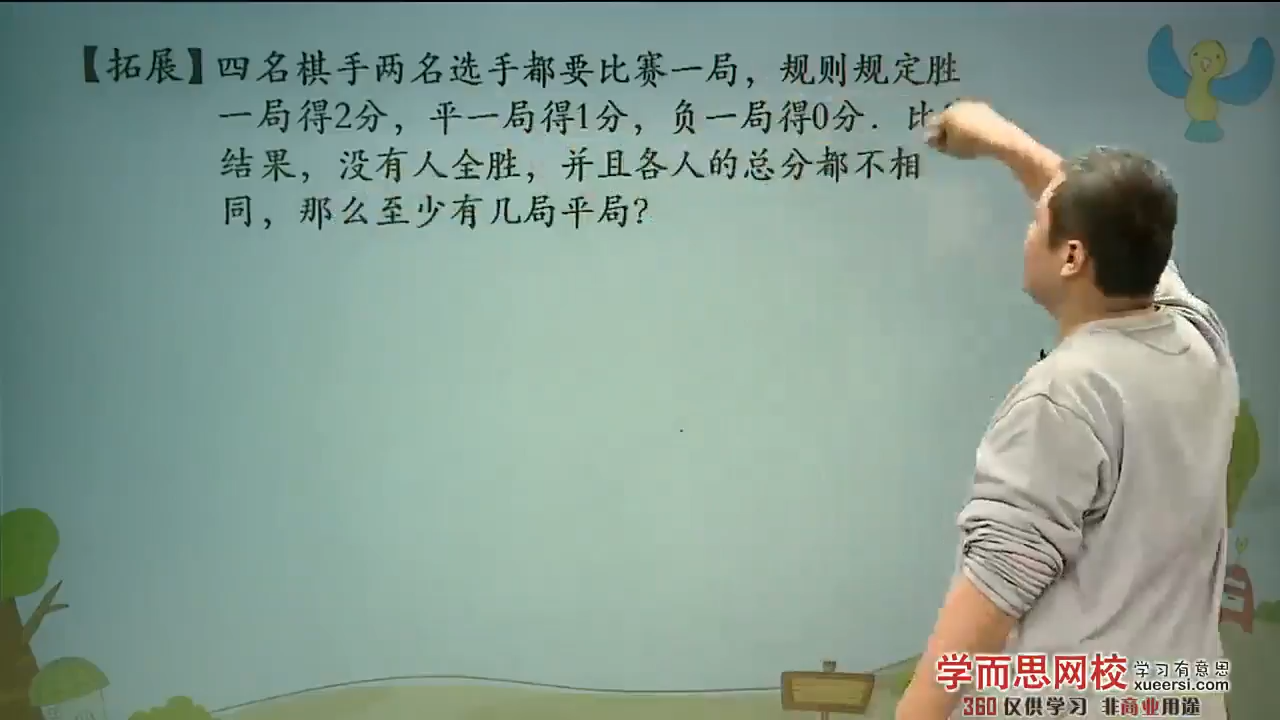 【拓展】四名棋手两名选手都要比赛一局，规则规定胜
一局得2分，平一局得1分，负一局得0分．比
结果，没有人全胜，并且各人的总分都不相
同，那么至少有几局平局？
学而思网校 学习有意思
xueersi.com
360 仅供学习 非商业用途